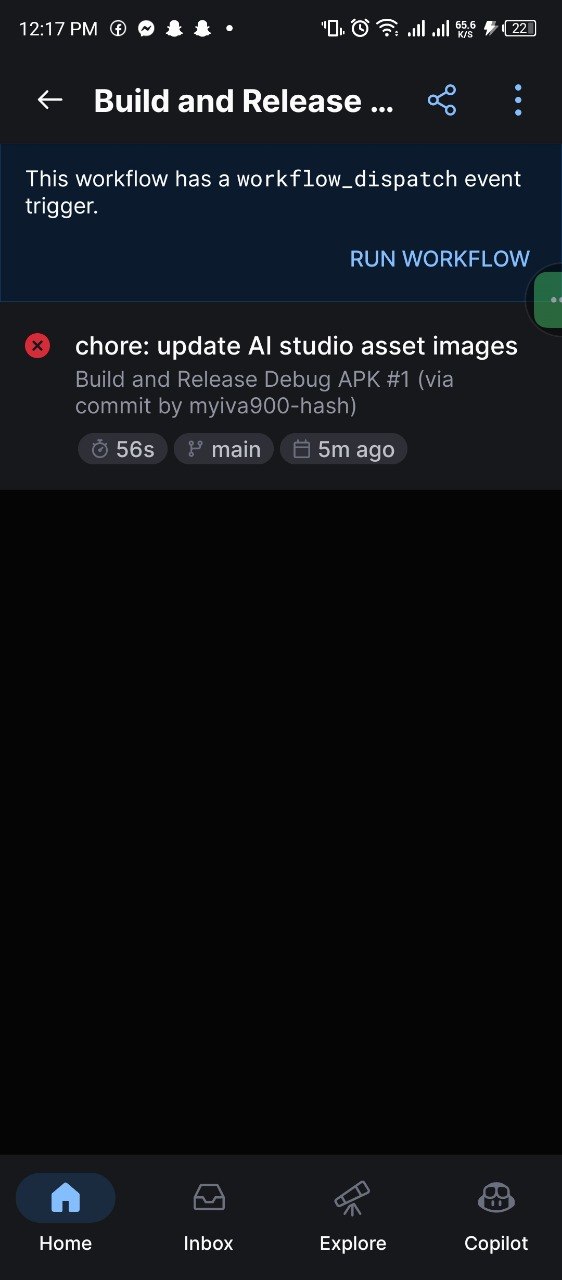 12:17 PM
65.6
K/S
22
Build and Release ...
This workflow has a workflow_dispatch event
trigger.
RUN WORKFLOW
chore: update AI studio asset images
Build and Release Debug APK #1 (via
commit by myiva900-hash)
56s
main
5m ago
Home
Inbox
Explore
Copilot